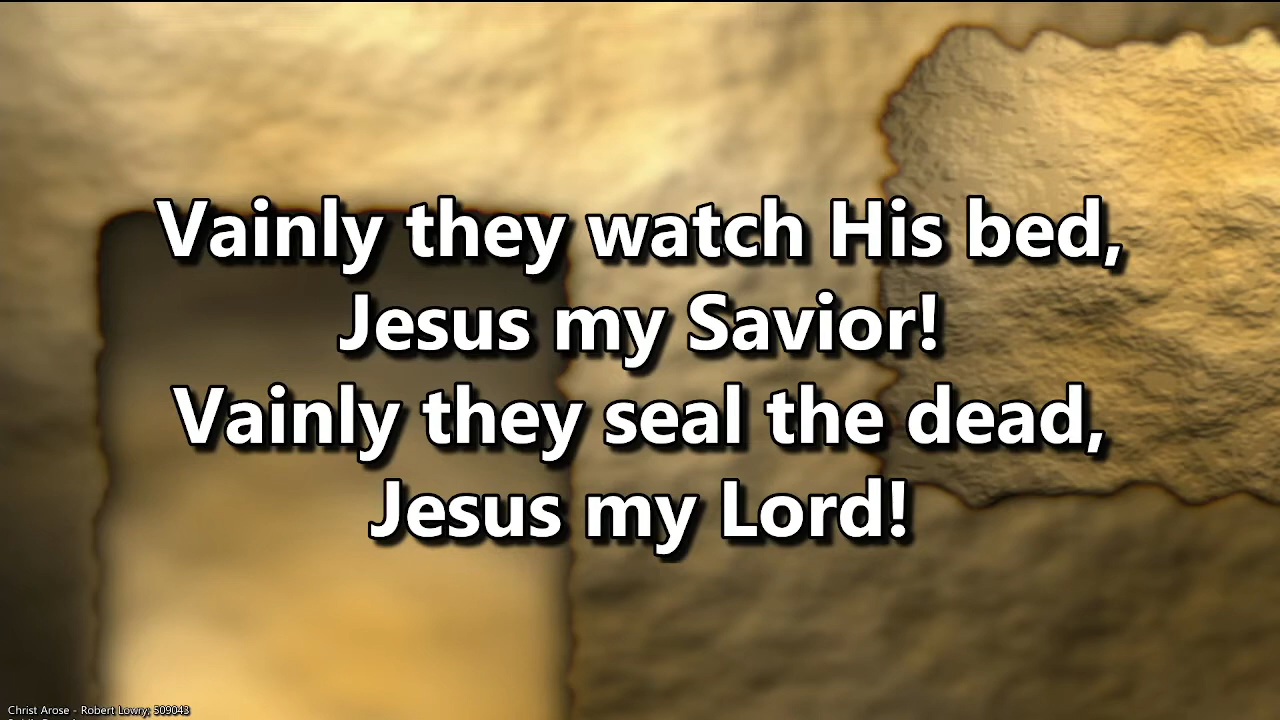 Vainly they watch His bed,
Jesus my Savior!
Vainly they seal the dead,
Jesus my Lord!
Christ Arose - Robert Lowry, 509043